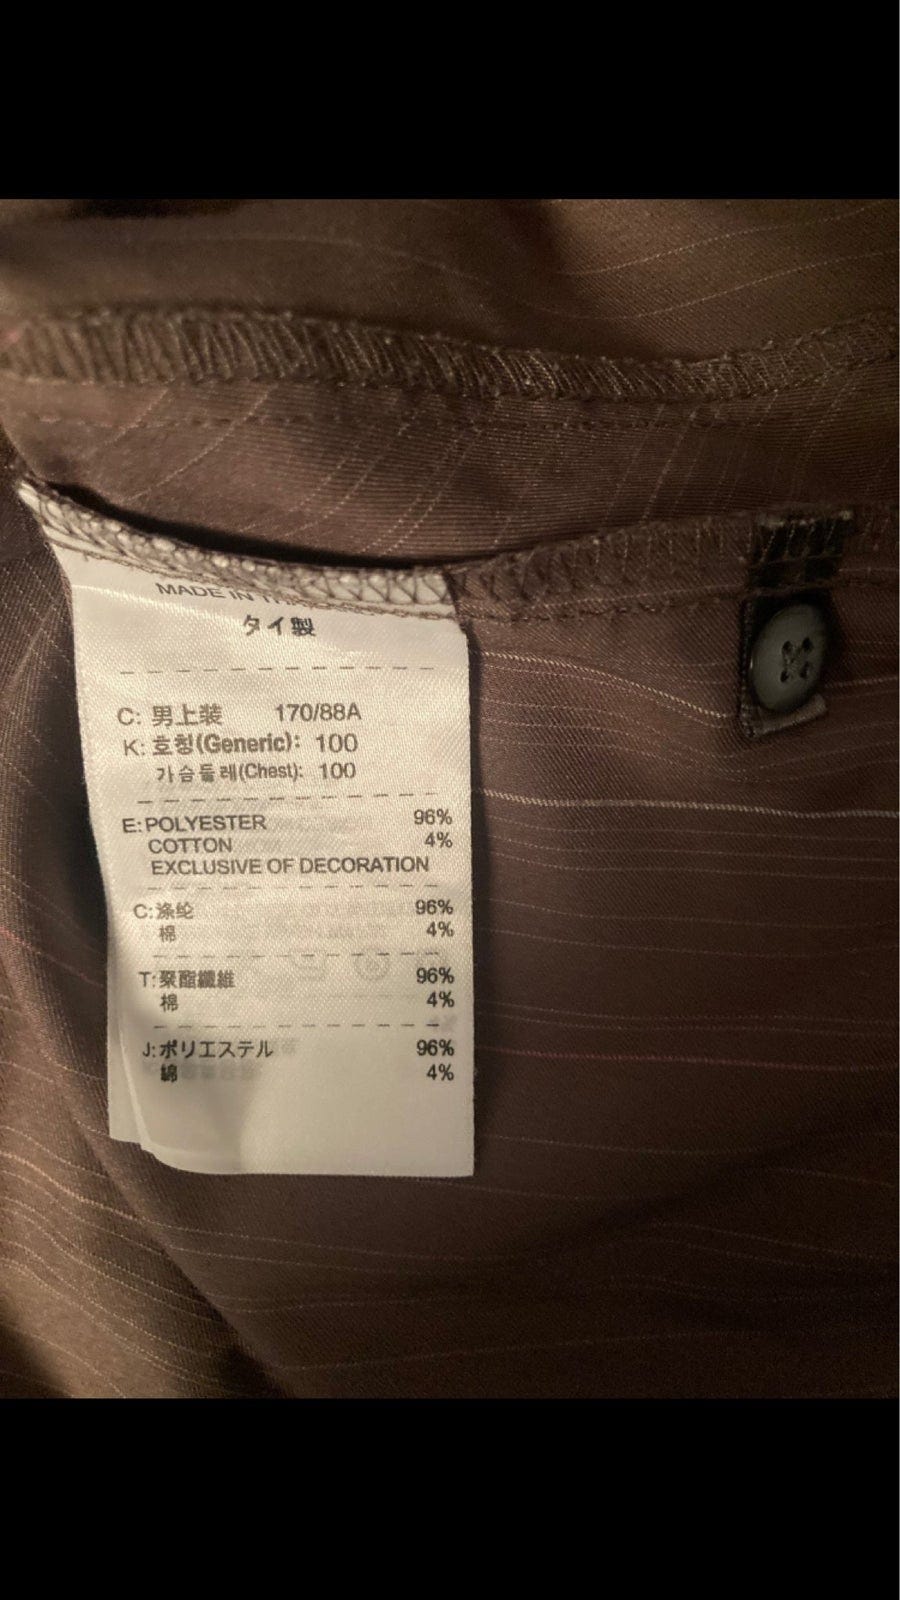 MADE IN THAILAND
タイ製
C: 男上装 170/88A
K: 호칭(Generic): 100
가슴둘레(Chest): 100
E: POLYESTER 96%
COTTON 4%
EXCLUSIVE OF DECORATION
C: 涤纶 96%
棉 4%
T: 聚酯纖維 96%
棉 4%
J: ポリエステル 96%
綿 4%